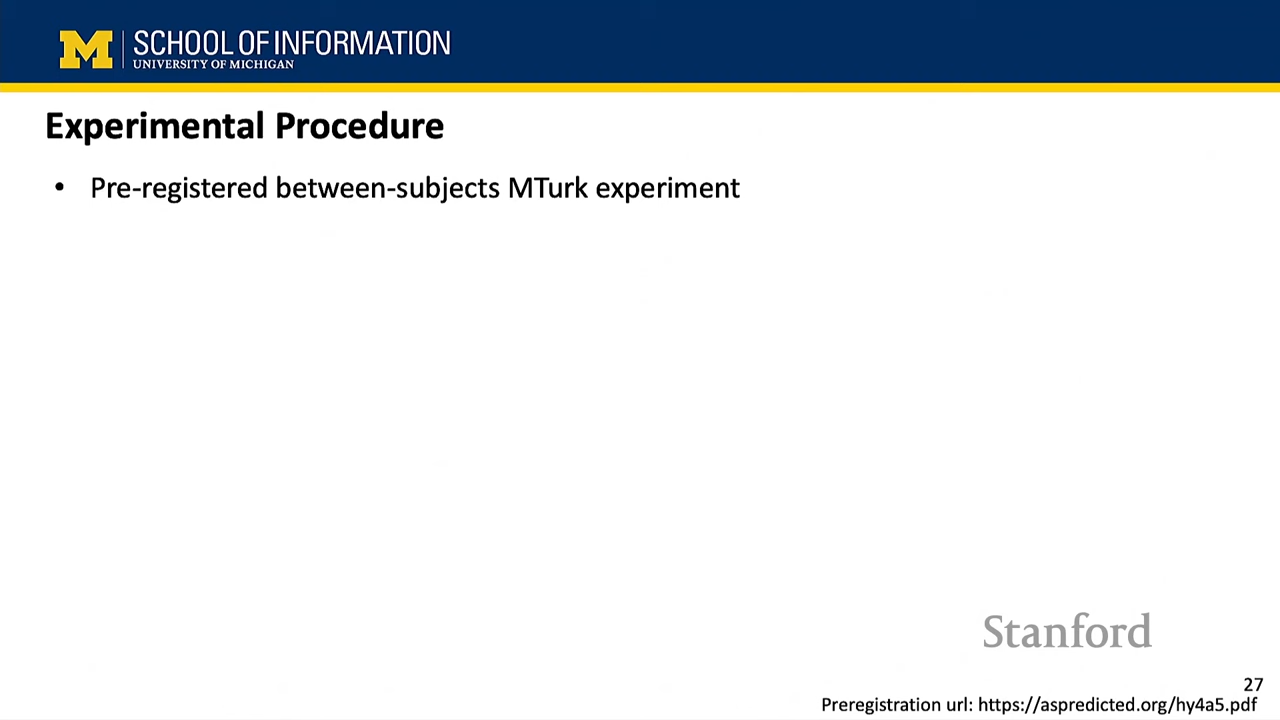 M SCHOOL OF INFORMATION
UNIVERSITY OF MICHIGAN
Experimental Procedure
• Pre-registered between-subjects MTurk experiment
Stanford
27
Preregistration url: https://aspredicted.org/hy4a5.pdf